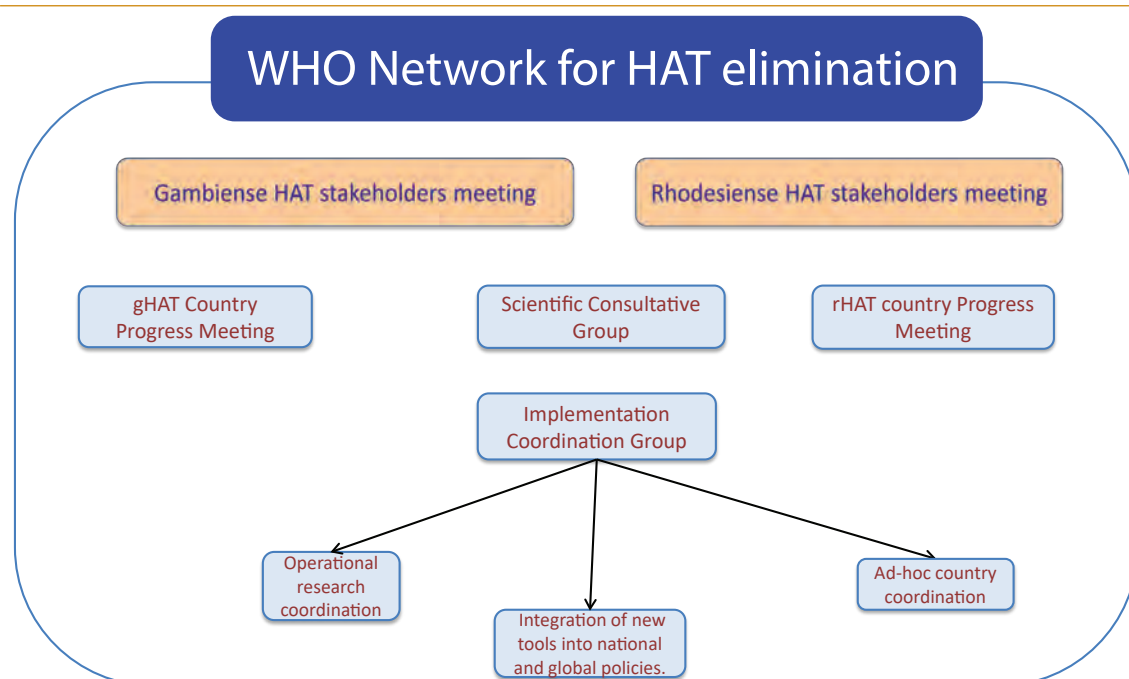 WHO Network for HAT elimination
Gambiense HAT stakeholders meeting
Rhodesiense HAT stakeholders meeting
gHAT Country
Progress Meeting
Scientific Consultative
Group
rHAT country Progress
Meeting
Implementation
Coordination Group
Operational
research
coordination
Integration of new
tools into national
and global policies.
Ad-hoc country
coordination